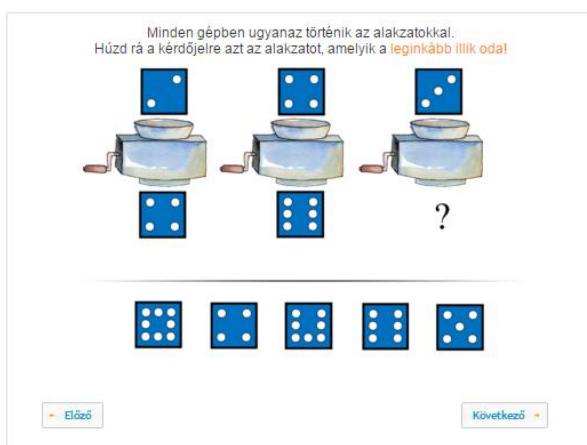 Minden gépben ugyanaz történik az alakzatokkal.
Húzd rá a kérdőjelre azt az alakzatot, amelyik a leginkább illik oda!
?
Előző
Következő